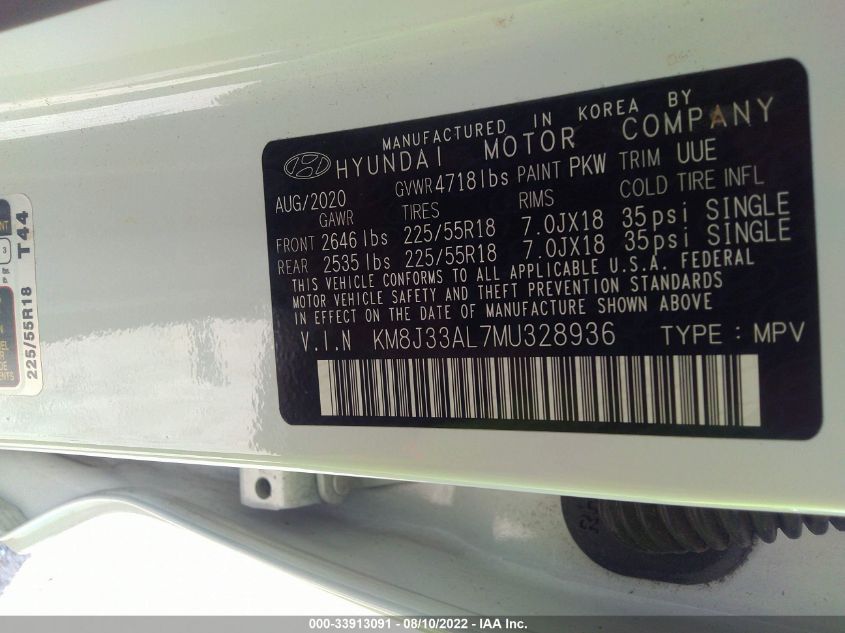 MANUFACTURED IN KOREA BY
HYUNDAI MOTOR COMPANY
AUG/2020 GVWR 4718 lbs PAINT PKW TRIM UUE
GAWR TIRES RIMS COLD TIRE INFL
FRONT 2646 lbs 225/55R18 7.0JX18 35psi SINGLE
REAR 2535 lbs 225/55R18 7.0JX18 35psi SINGLE
THIS VEHICLE CONFORMS TO ALL APPLICABLE U.S.A. FEDERAL
MOTOR VEHICLE SAFETY AND THEFT PREVENTION STANDARDS
IN EFFECT ON THE DATE OF MANUFACTURE SHOWN ABOVE
V.I.N KM8J33AL7MU328936 TYPE : MPV
225/55R18 T44
3
000-33913091 - 08/10/2022 - IAA Inc.